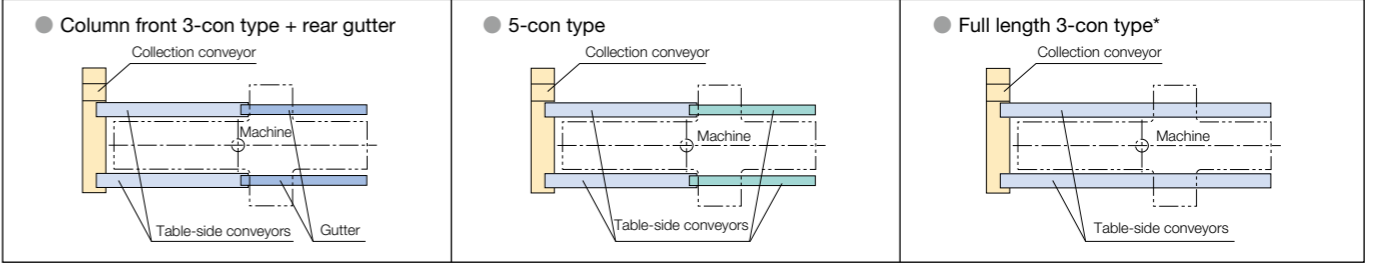 Column front 3-con type + rear gutter
Collection conveyor
Machine
Table-side conveyors
Gutter
5-con type
Collection conveyor
Machine
Table-side conveyors
Full length 3-con type*
Collection conveyor
Machine
Table-side conveyors